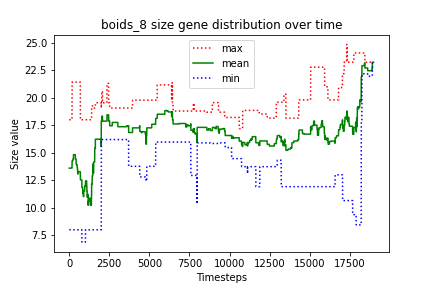 boids_8 size gene distribution over time
max
mean
min
Size value
25.0
22.5
20.0
17.5
15.0
12.5
10.0
7.5
0 2500 5000 7500 10000 12500 15000 17500
Timesteps